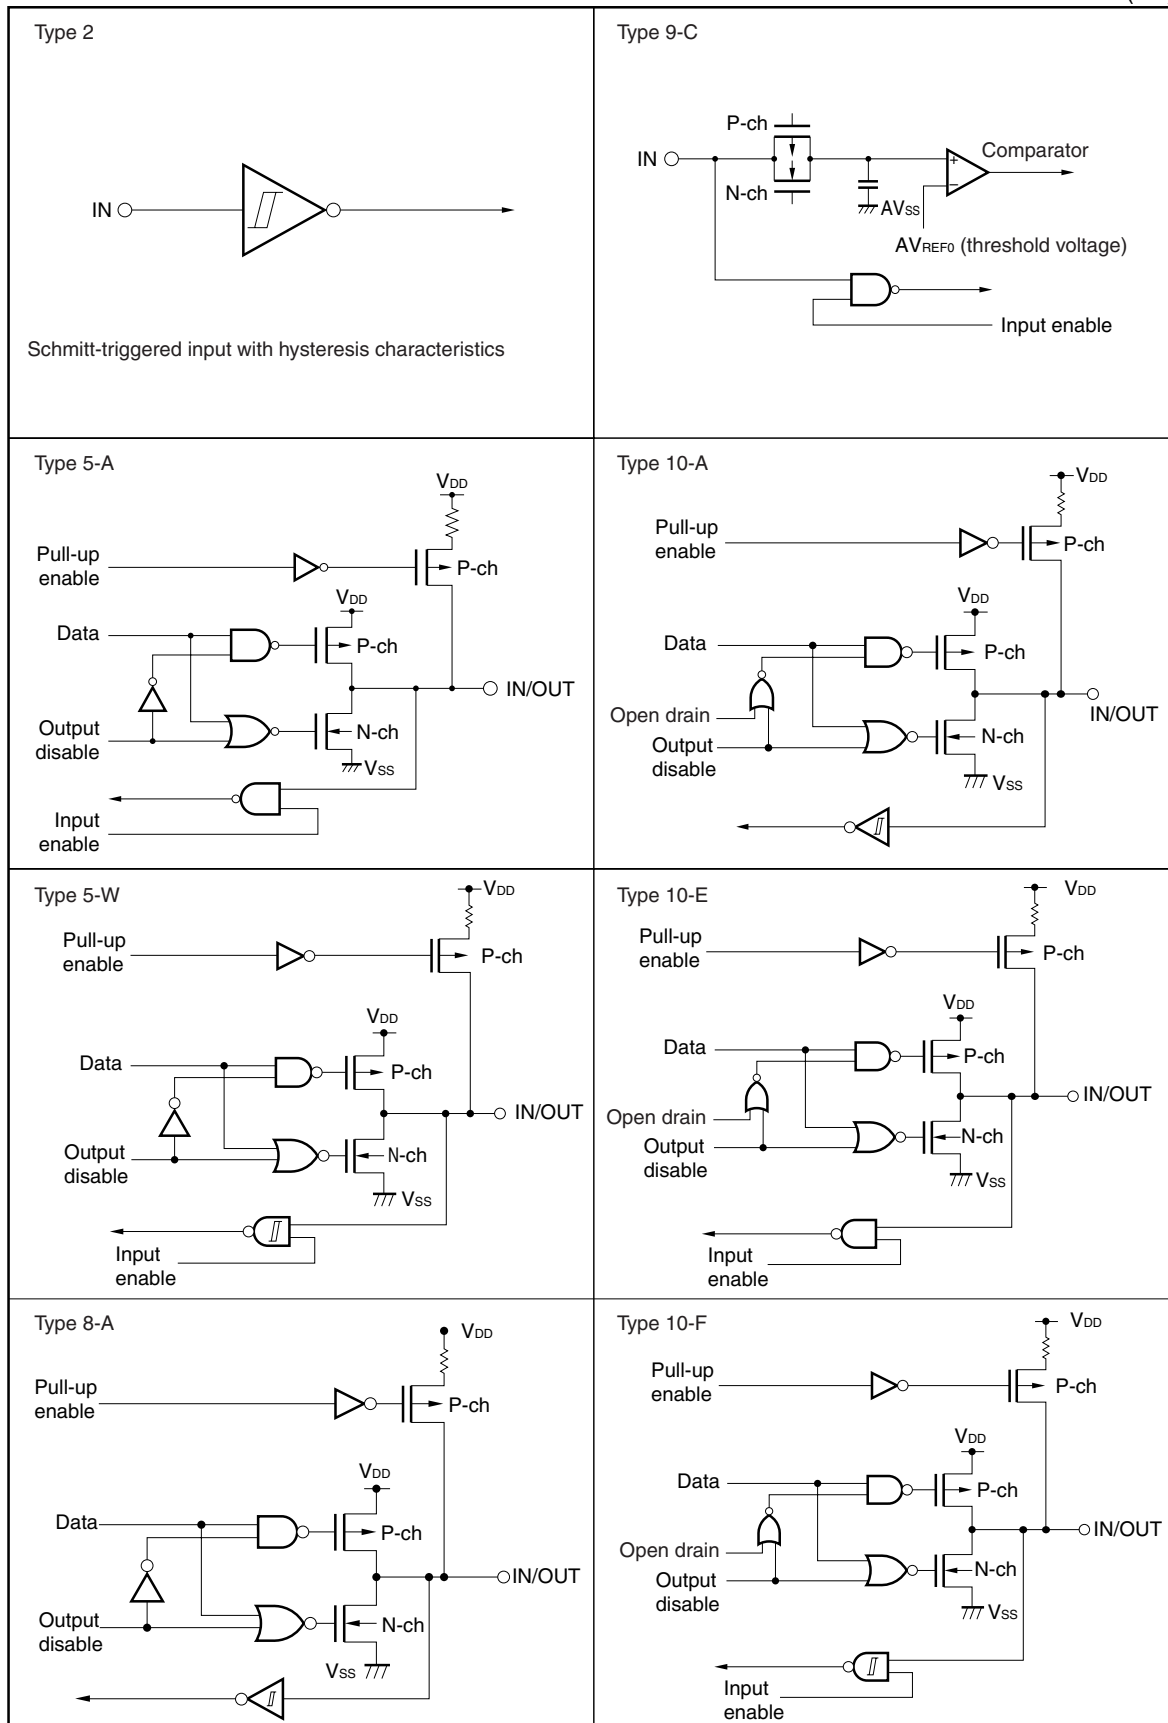 Type 2
IN
Schmitt-triggered input with hysteresis characteristics
Type 9-C
P-ch
IN
N-ch
Comparator
+
−
AVSS
AVREF0 (threshold voltage)
Input enable
Type 5-A
VDD
Pull-up
enable
P-ch
VDD
Data
P-ch
IN/OUT
Output
disable
N-ch
VSS
Input
enable
Type 10-A
VDD
Pull-up
enable
P-ch
VDD
Data
P-ch
Open drain
IN/OUT
Output
disable
N-ch
VSS
Type 5-W
VDD
Pull-up
enable
P-ch
VDD
Data
P-ch
IN/OUT
Output
disable
N-ch
VSS
Input
enable
Type 10-E
VDD
Pull-up
enable
P-ch
VDD
Data
P-ch
IN/OUT
Open drain
Output
disable
N-ch
VSS
Input
enable
Type 8-A
VDD
Pull-up
enable
P-ch
VDD
Data
P-ch
IN/OUT
Output
disable
N-ch
VSS
Type 10-F
VDD
Pull-up
enable
P-ch
VDD
Data
P-ch
IN/OUT
Open drain
Output
disable
N-ch
VSS
Input
enable